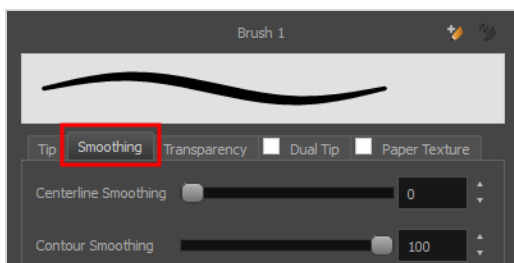 Brush 1
Tip Smoothing Transparency Dual Tip Paper Texture
Centerline Smoothing 0
Contour Smoothing 100